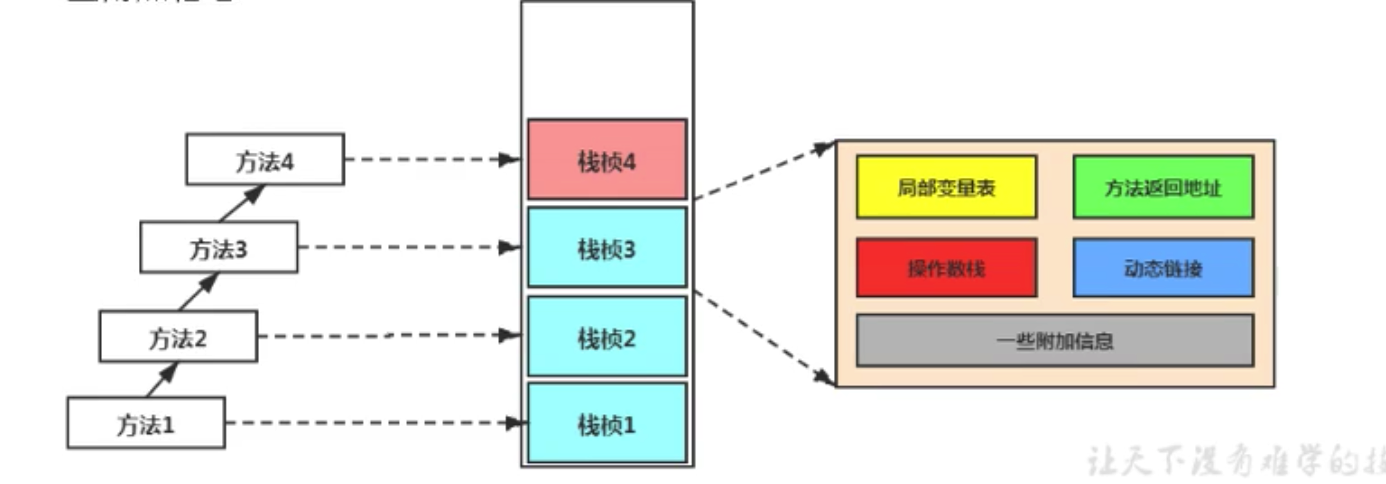 方法4
栈桢4
局部变量表
方法返回地址
方法3
栈桢3
操作数栈
动态链接
方法2
栈桢2
一些附加信息
方法1
栈桢1
让天下没有难学的技